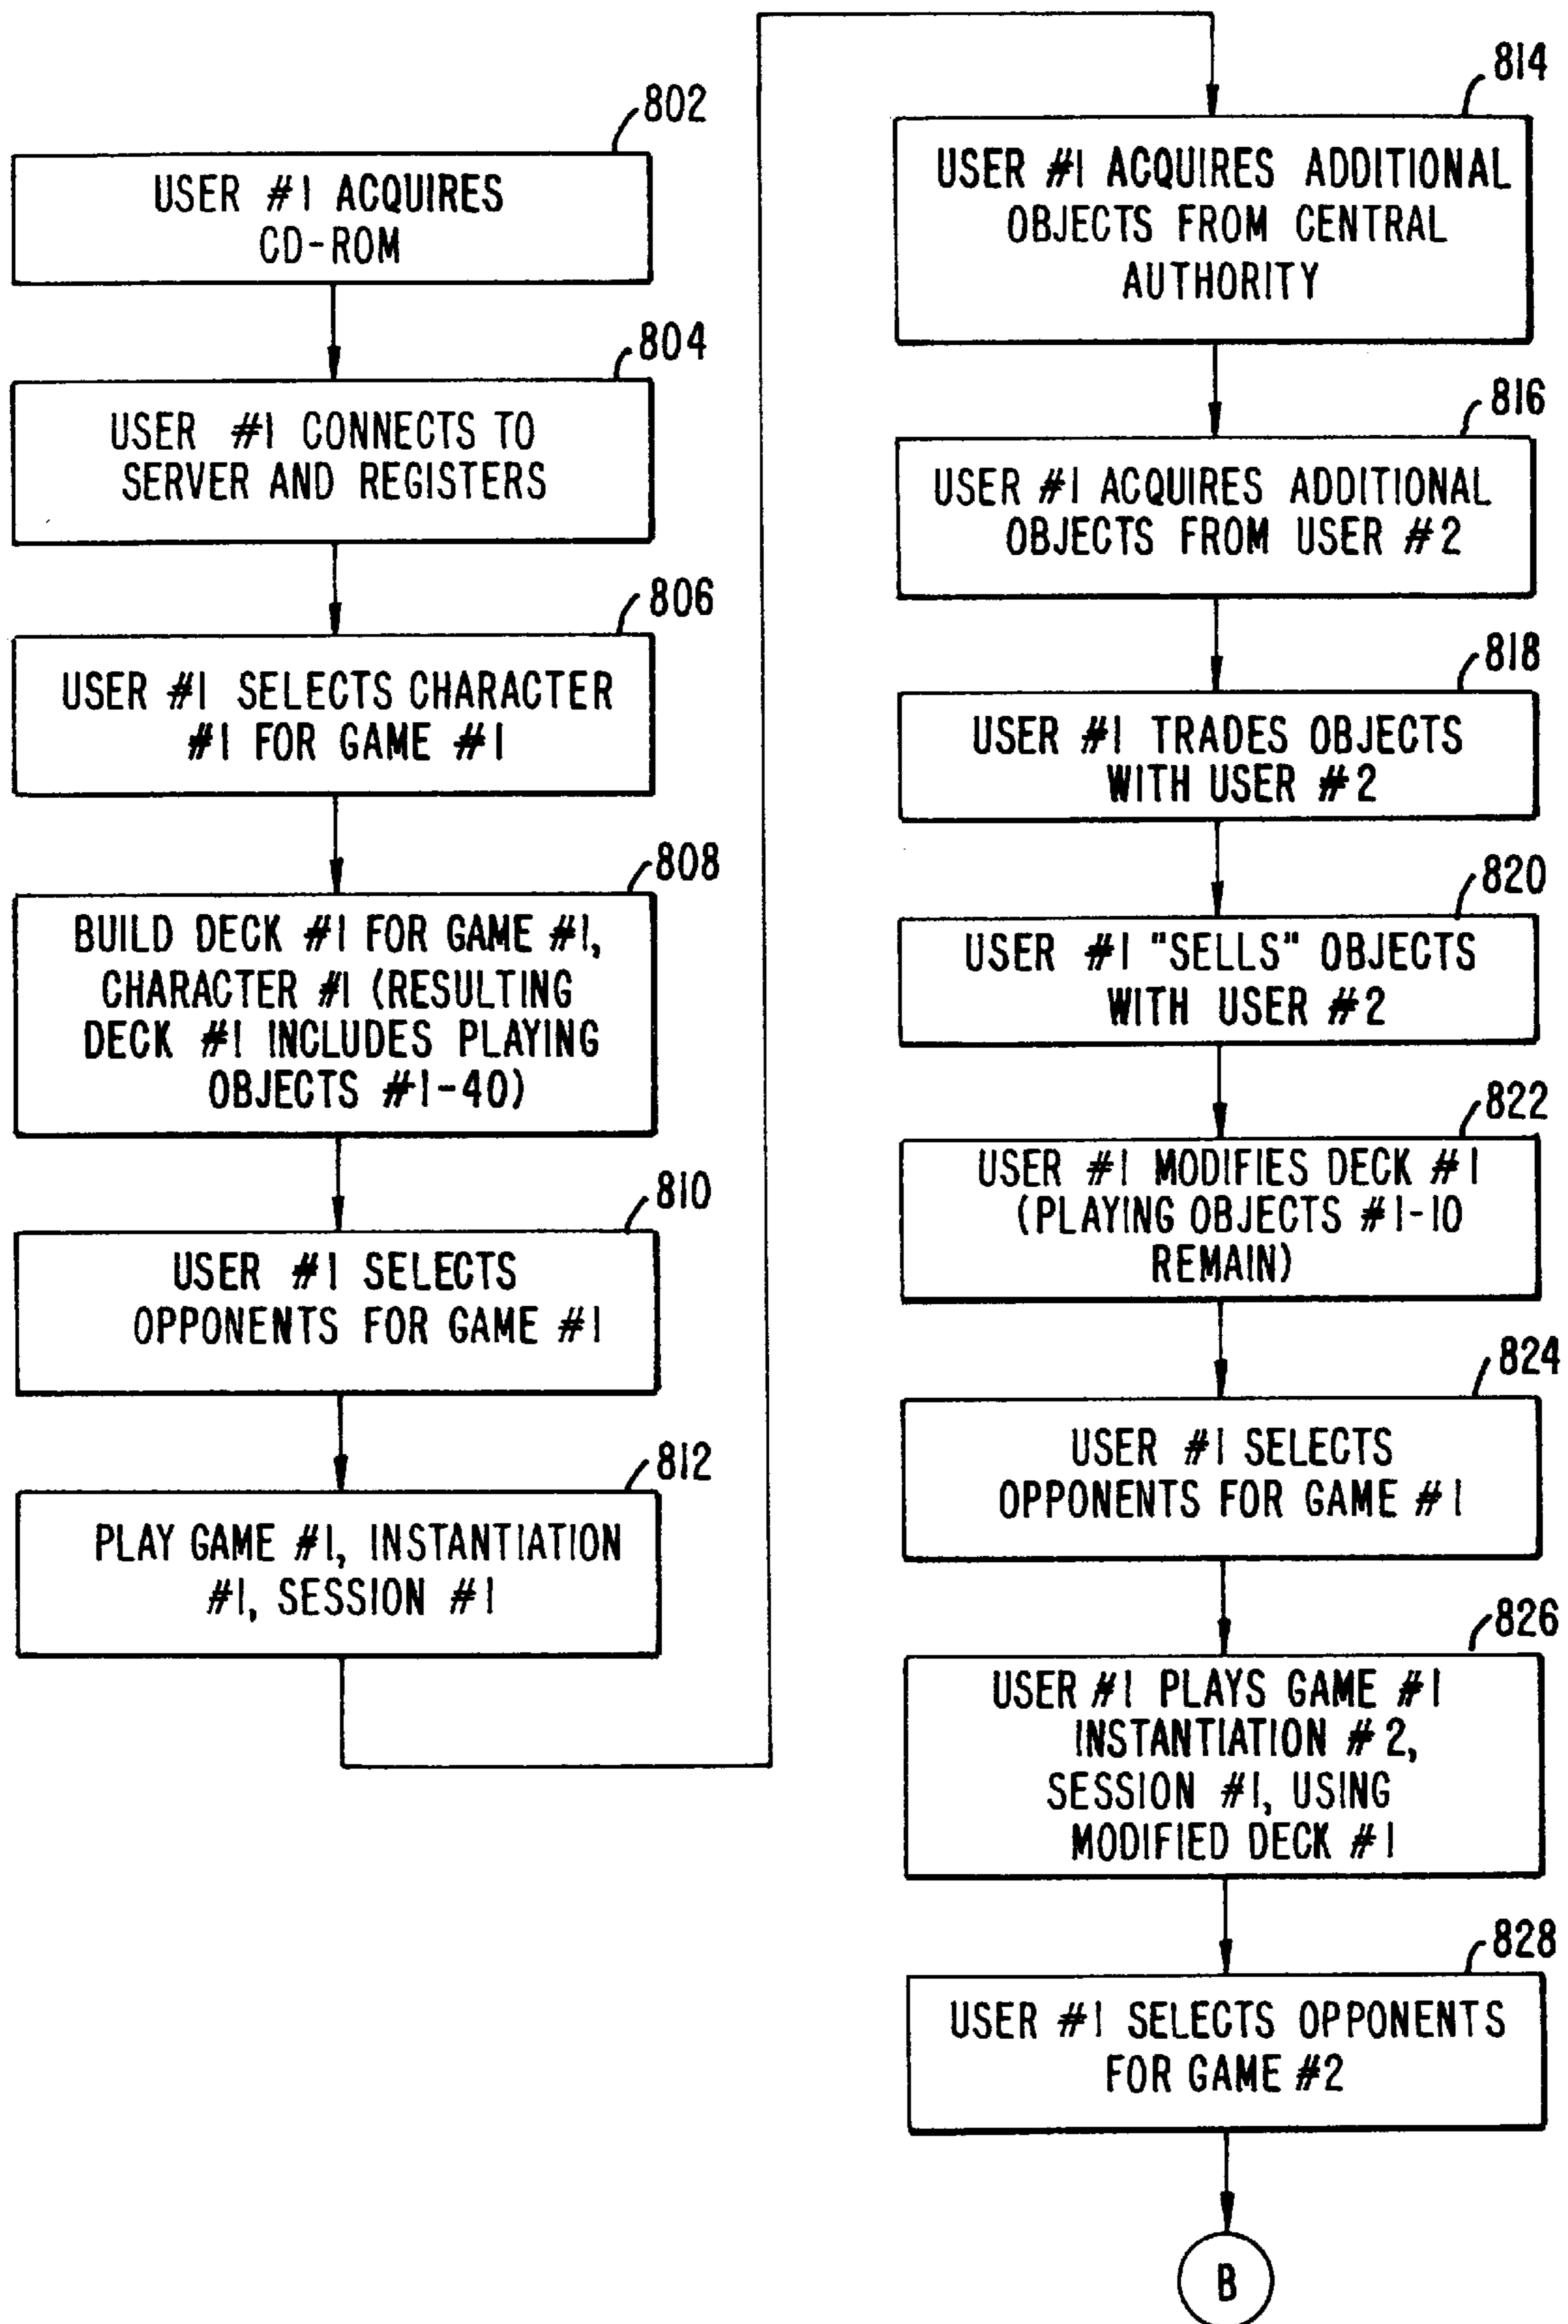 802
USER #1 ACQUIRES
CD-ROM
804
USER #1 CONNECTS TO
SERVER AND REGISTERS
806
USER #1 SELECTS CHARACTER
#1 FOR GAME #1
808
BUILD DECK #1 FOR GAME #1,
CHARACTER #1 (RESULTING
DECK #1 INCLUDES PLAYING
OBJECTS #1-40)
810
USER #1 SELECTS
OPPONENTS FOR GAME #1
812
PLAY GAME #1, INSTANTIATION
#1, SESSION #1
814
USER #1 ACQUIRES ADDITIONAL
OBJECTS FROM CENTRAL
AUTHORITY
816
USER #1 ACQUIRES ADDITIONAL
OBJECTS FROM USER #2
818
USER #1 TRADES OBJECTS
WITH USER #2
820
USER #1 "SELLS" OBJECTS
WITH USER #2
822
USER #1 MODIFIES DECK #1
(PLAYING OBJECTS #1-10
REMAIN)
824
USER #1 SELECTS
OPPONENTS FOR GAME #1
826
USER #1 PLAYS GAME #1
INSTANTIATION #2,
SESSION #1, USING
MODIFIED DECK #1
828
USER #1 SELECTS OPPONENTS
FOR GAME #2
B